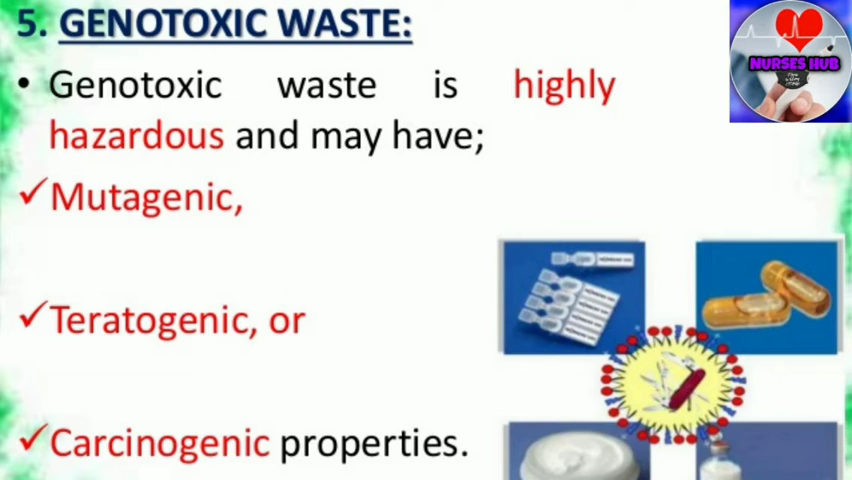 5. GENOTOXIC WASTE:
• Genotoxic waste is highly
hazardous and may have;
✓Mutagenic,
✓Teratogenic, or
✓Carcinogenic properties.
NURSES HUB